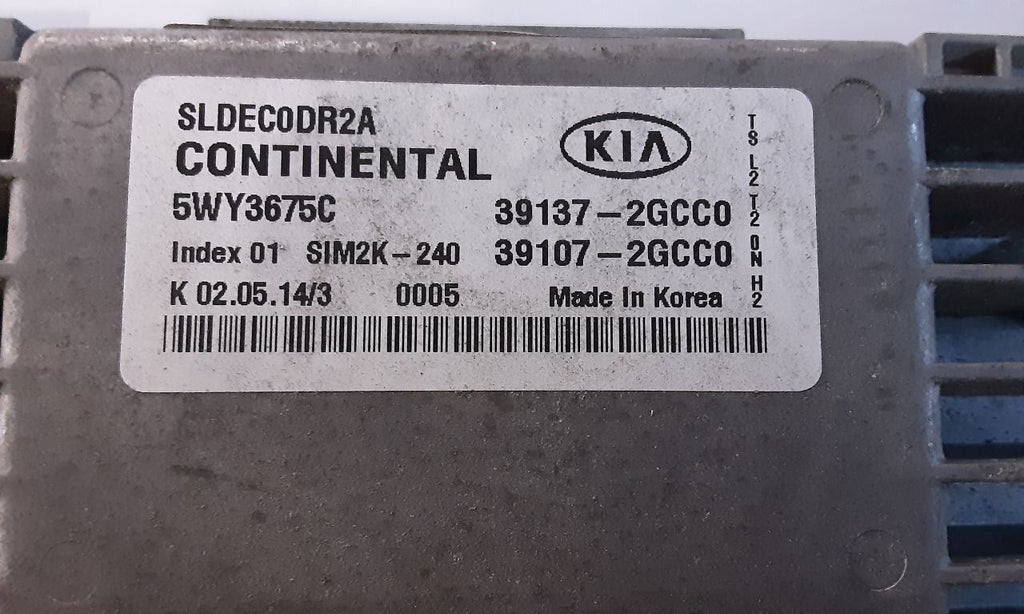 SLDEC0DR2A
CONTINENTAL
KIA
5WY3675C 39137-2GCC0
Index 01 SIM2K-240 39107-2GCC0
K 02.05.14/3 0005 Made In Korea
TS L2 T2 0N H2